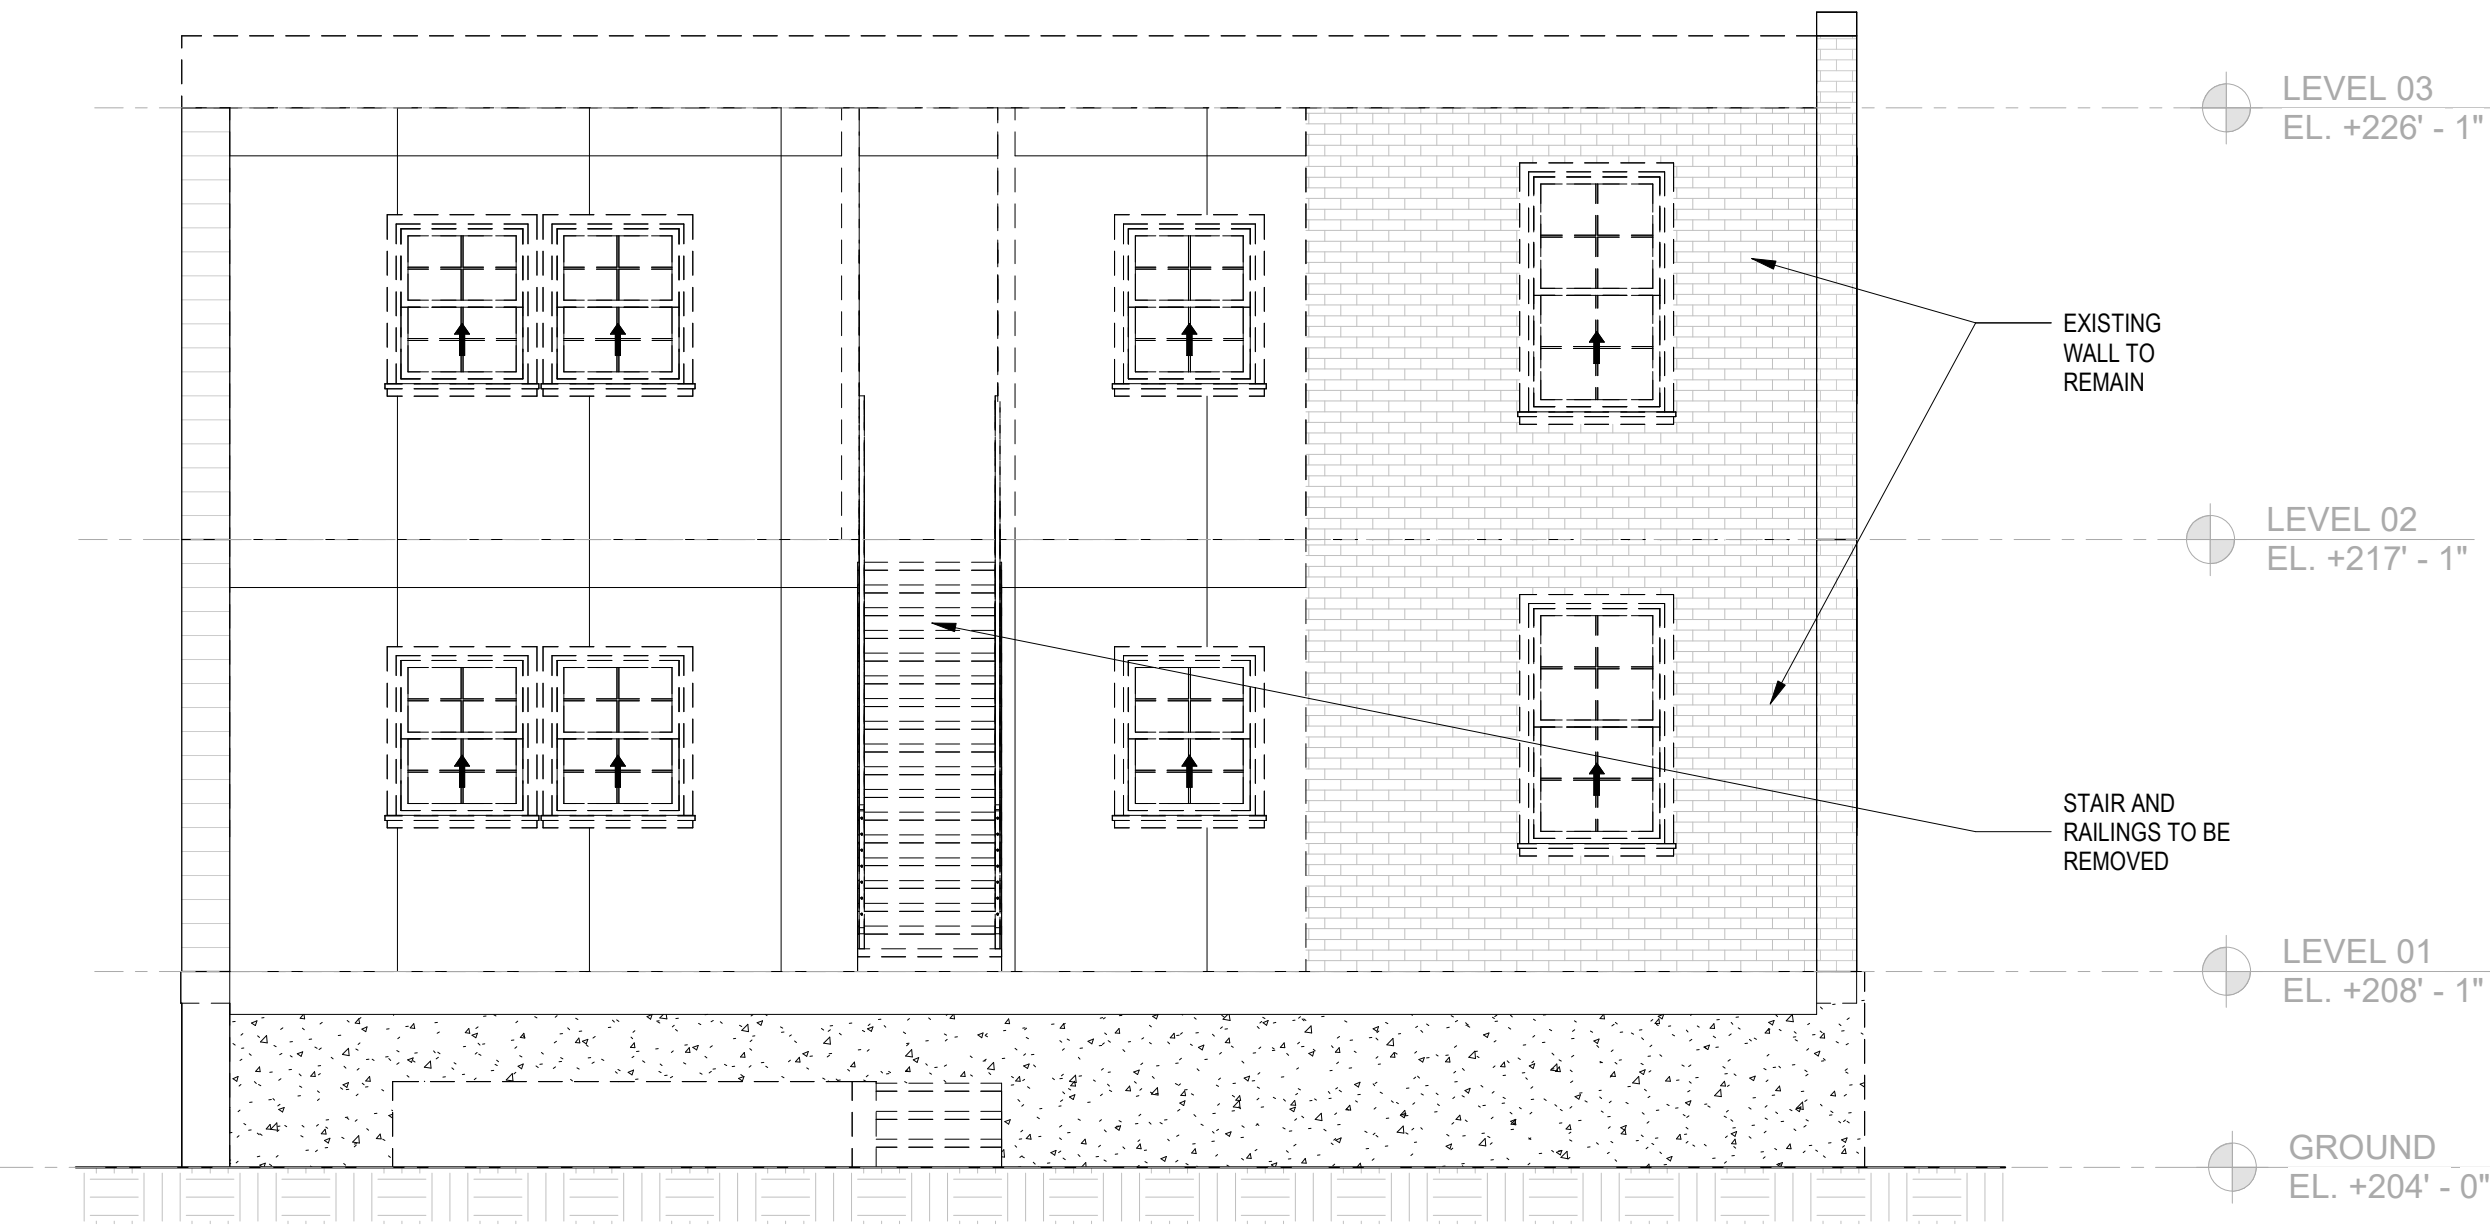 LEVEL 03
EL. +226' - 1"
EXISTING
WALL TO
REMAIN
LEVEL 02
EL. +217' - 1"
STAIR AND
RAILINGS TO BE
REMOVED
LEVEL 01
EL. +208' - 1"
GROUND
EL. +204' - 0"